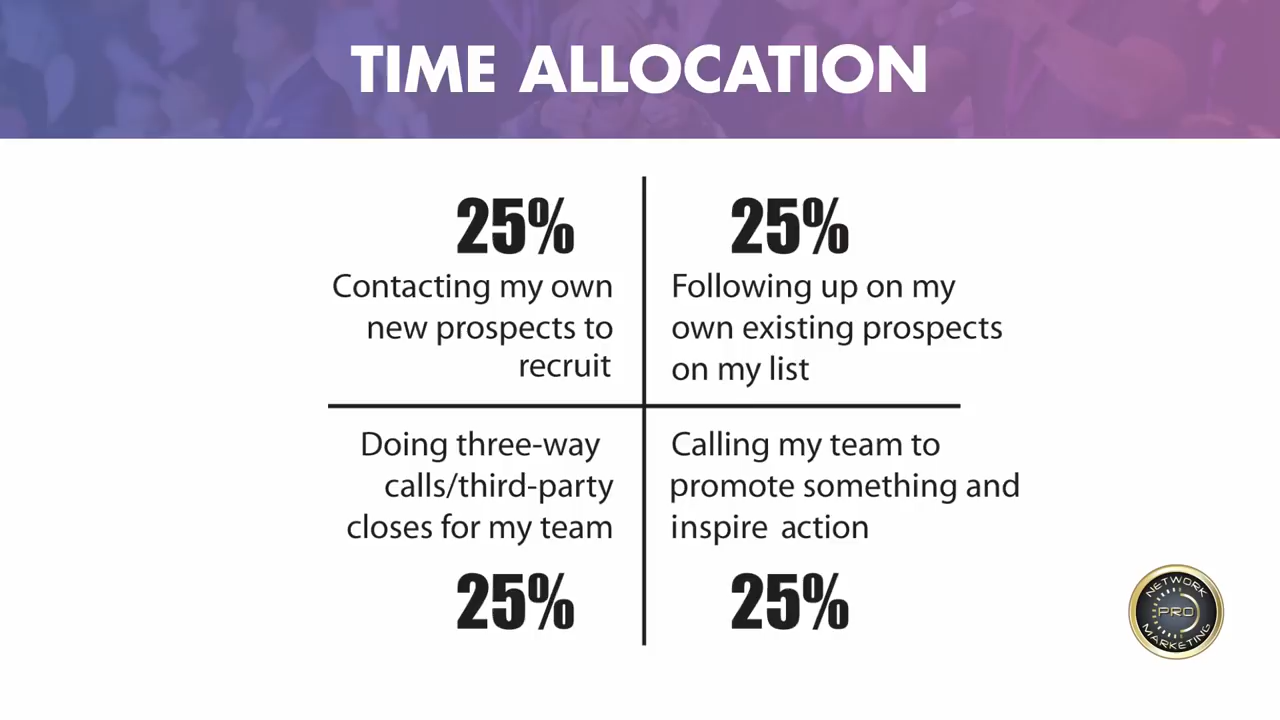 TIME ALLOCATION
25%
Contacting my own
new prospects to
recruit
25%
Following up on my
own existing prospects
on my list
Doing three-way
calls/third-party
closes for my team
25%
Calling my team to
promote something and
inspire action
25%
NETWORK
PRO
MARKETING